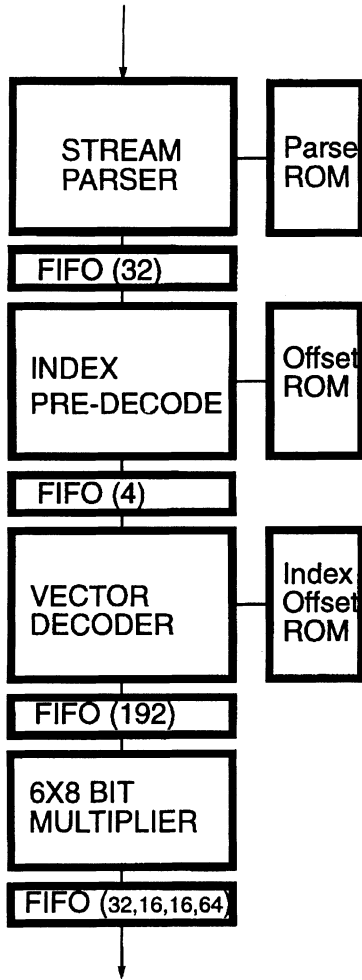 STREAM
PARSER
Parse
ROM
FIFO (32)
INDEX
PRE-DECODE
Offset
ROM
FIFO (4)
VECTOR
DECODER
Index
Offset
ROM
FIFO (192)
6X8 BIT
MULTIPLIER
FIFO (32,16,16,64)